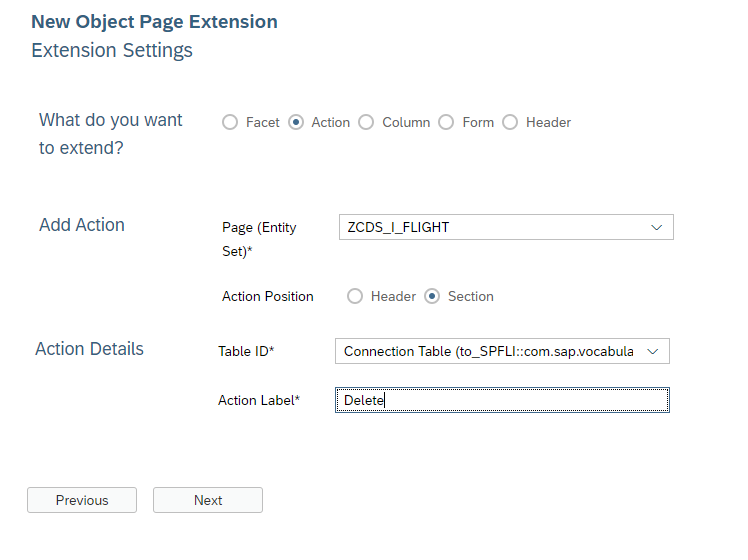 New Object Page Extension
Extension Settings
What do you want
to extend?
Facet Action Column Form Header
Add Action
Page (Entity
Set)*
ZCDS_I_FLIGHT
Action Position
Header Section
Action Details
Table ID*
Connection Table (to_SPFLI::com.sap.vocabula
Action Label*
Delete
Previous Next